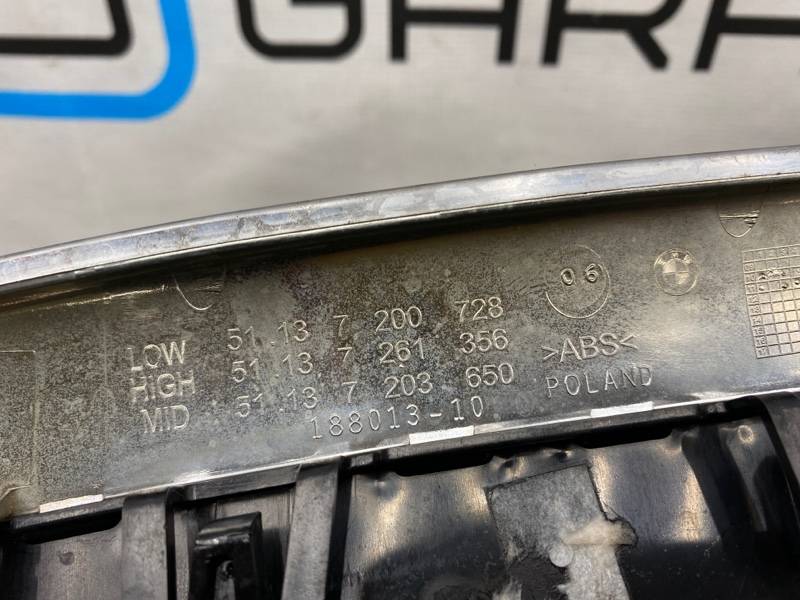 GARA
06
LOW 51.13 7 200 728
HIGH 51.13 7 261 356 >ABS<
MID 51.13 7 203 650 POLAND
188013-10